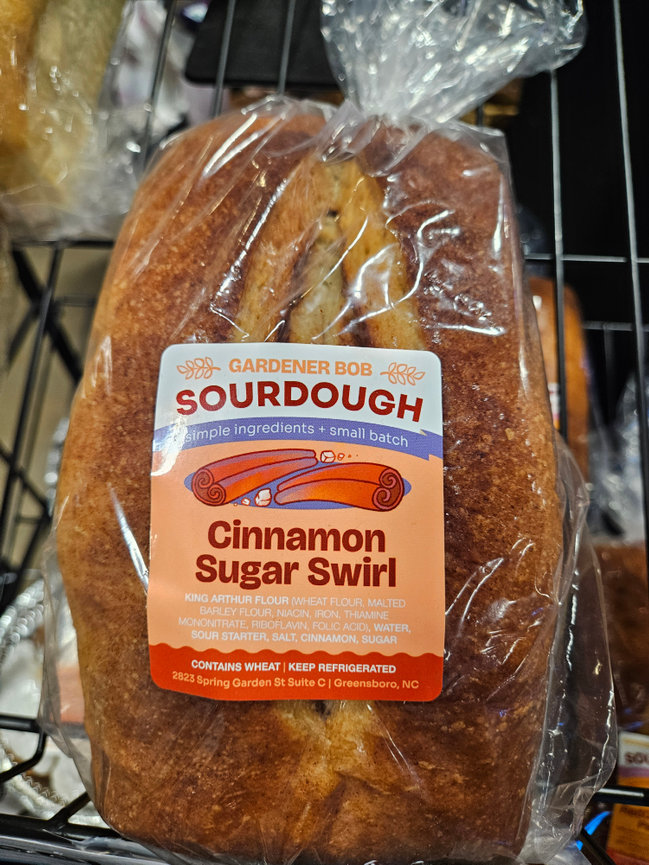 GARDENER BOB
SOURDOUGH
simple ingredients + small batch
Cinnamon
Sugar Swirl
KING ARTHUR FLOUR (WHEAT FLOUR, MALTED
BARLEY FLOUR, NIACIN, IRON, THIAMINE
MONONITRATE, RIBOFLAVIN, FOLIC ACID), WATER,
SOUR STARTER, SALT, CINNAMON, SUGAR
CONTAINS WHEAT | KEEP REFRIGERATED
2823 Spring Garden St Suite C | Greensboro, NC
SOU